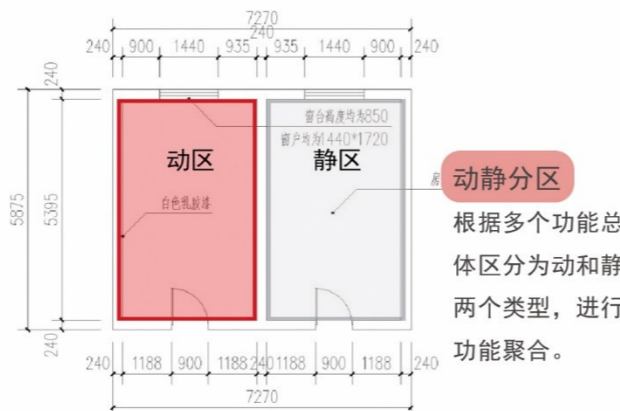 7270
240
240 900 1440 935 935 1440 900 240
240
5875
5395
240
窗台高度均为850
窗户均为1440*1720
动区
静区
白色乳胶漆
房
动静分区
根据多个功能总
体区分为动和静
两个类型，进行
功能聚合。
240 1188 900 1188 240 1188 900 1188 240
7270